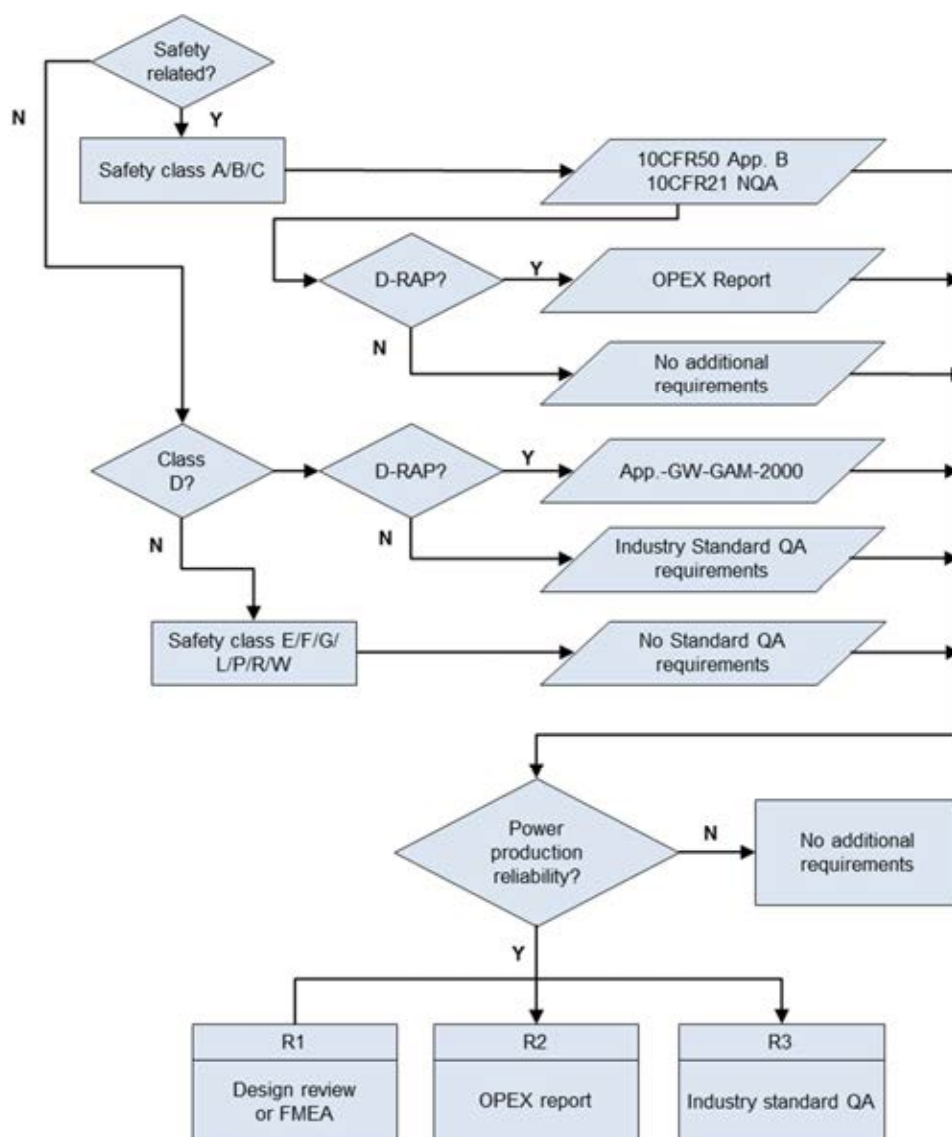 Safety
related?
N
Y
Safety class A/B/C
10CFR50 App. B
10CFR21 NQA
D-RAP?
Y
OPEX Report
N
No additional
requirements
Class
D?
D-RAP?
Y
App.-GW-GAM-2000
N
N
Industry Standard QA
requirements
Safety class E/F/G/
L/P/R/W
No Standard QA
requirements
Power
production
reliability?
N
No additional
requirements
Y
R1
Design review
or FMEA
R2
OPEX report
R3
Industry standard QA